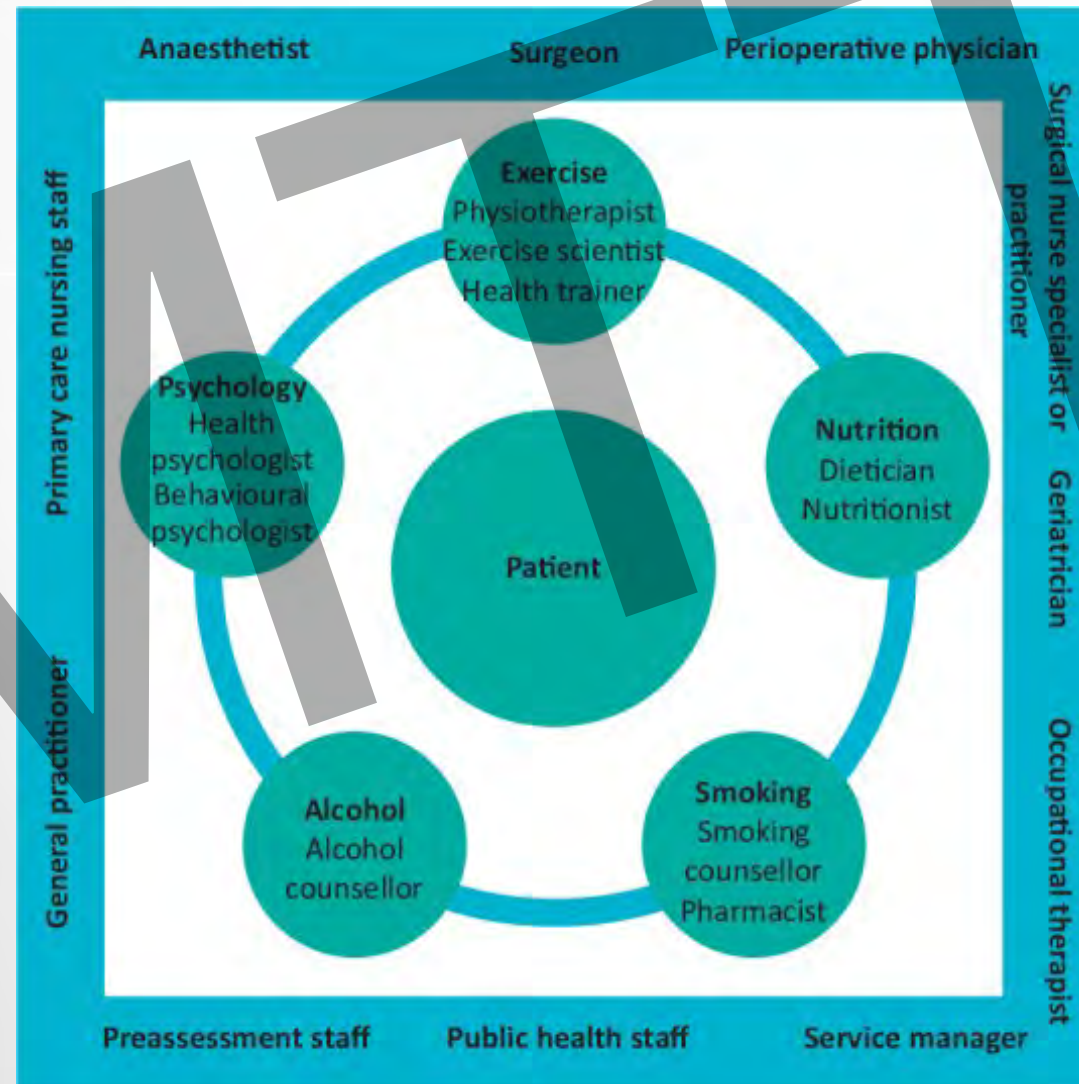 Anaesthetist
Surgeon
Perioperative physician
Surgical nurse specialist or
practitioner
Geriatrician
Occupational therapist
Primary care nursing staff
General practitioner
Exercise
Physiotherapist
Exercise scientist
Health trainer
Psychology
Health
psychologist
Behavioural
psychologist
Nutrition
Dietician
Nutritionist
Patient
Alcohol
Alcohol
counsellor
Smoking
Smoking
counsellor
Pharmacist
Preassessment staff
Public health staff
Service manager